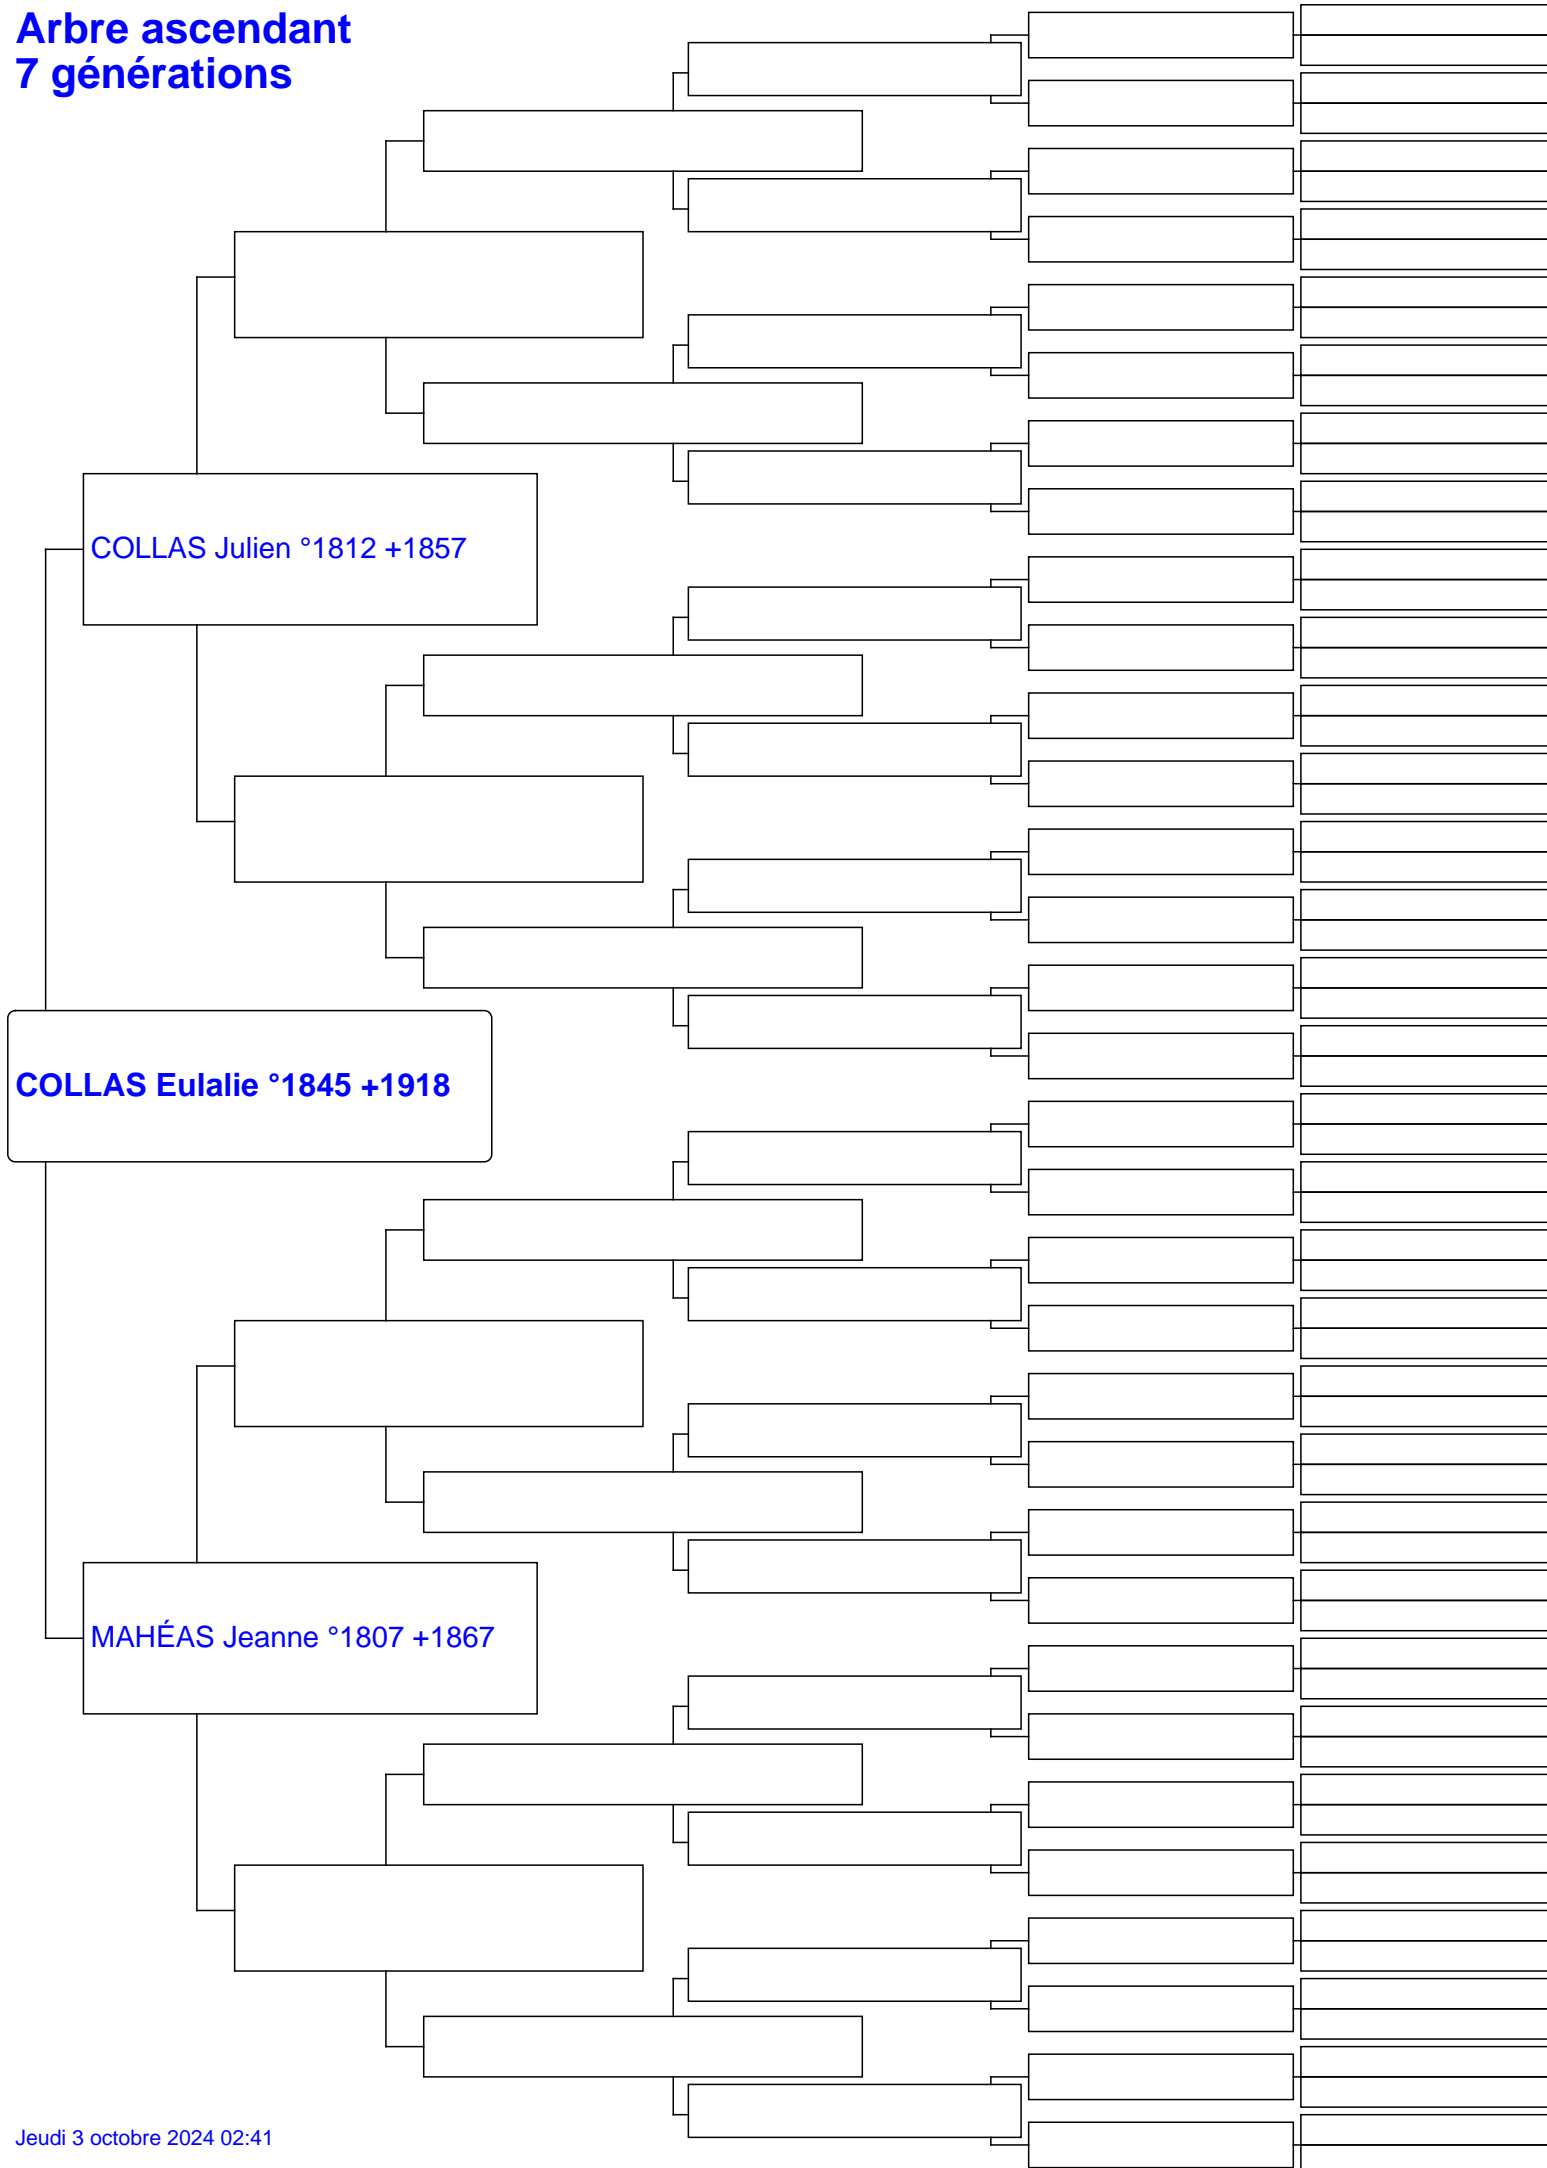 Arbre ascendant
7 générations
COLLAS Julien °1812 +1857
COLLAS Eulalie °1845 +1918
MAHÉAS Jeanne °1807 +1867
Jeudi 3 octobre 2024 02:41